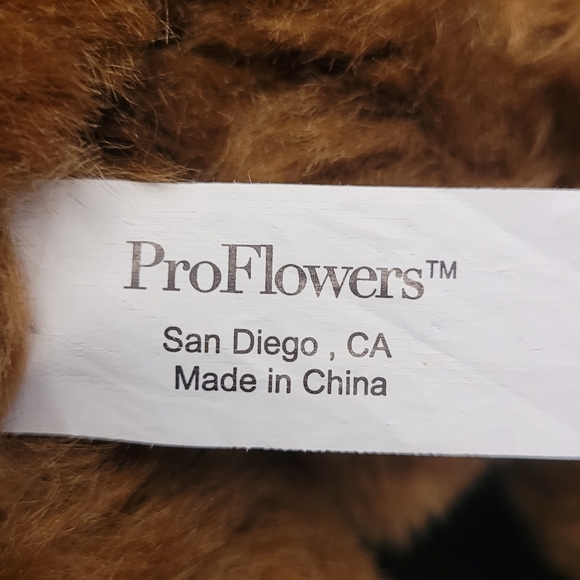 ProFlowers™
San Diego , CA
Made in China